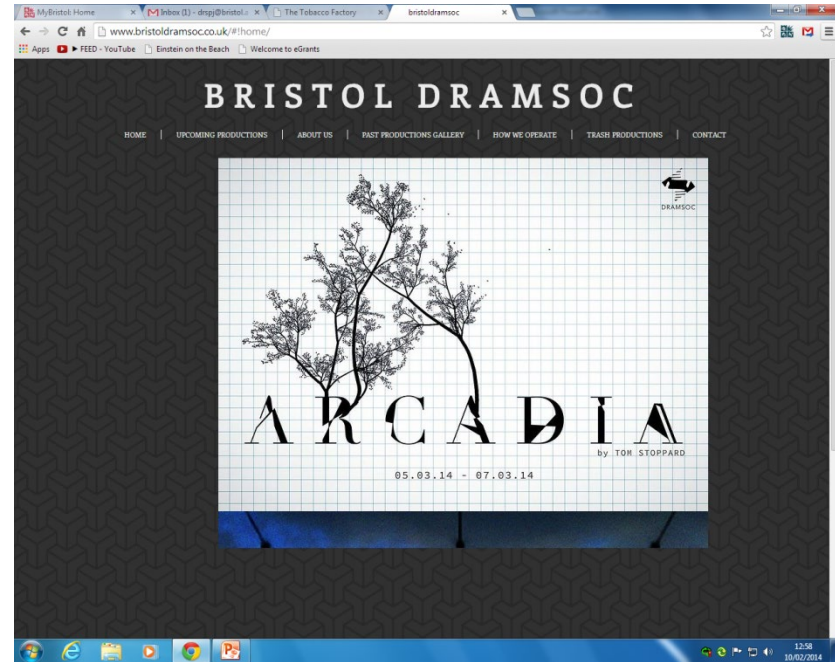 MyBristol: Home
Inbox (1) - drspj@bristol.a
The Tobacco Factory
bristoldramsoc
www.bristoldramsoc.co.uk/#!home/
Apps
FEED - YouTube
Einstein on the Beach
Welcome to eGrants
BRISTOL DRAMSOC
HOME | UPCOMING PRODUCTIONS | ABOUT US | PAST PRODUCTIONS GALLERY | HOW WE OPERATE | TRASH PRODUCTIONS | CONTACT
DRAMSOC
ARCADIA
by TOM STOPPARD
05.03.14 - 07.03.14
12:58
10/02/2014